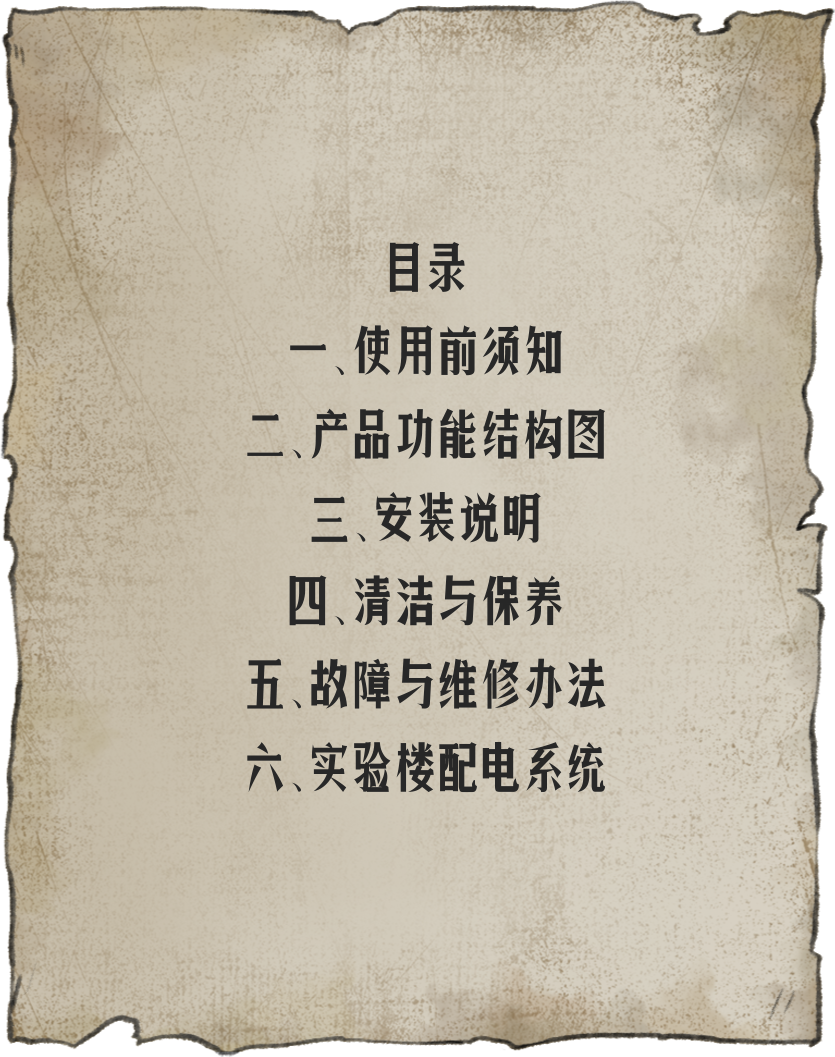 目录
一、使用前须知
二、产品功能结构图
三、安装说明
四、清洁与保养
五、故障与维修办法
六、实验楼配电系统